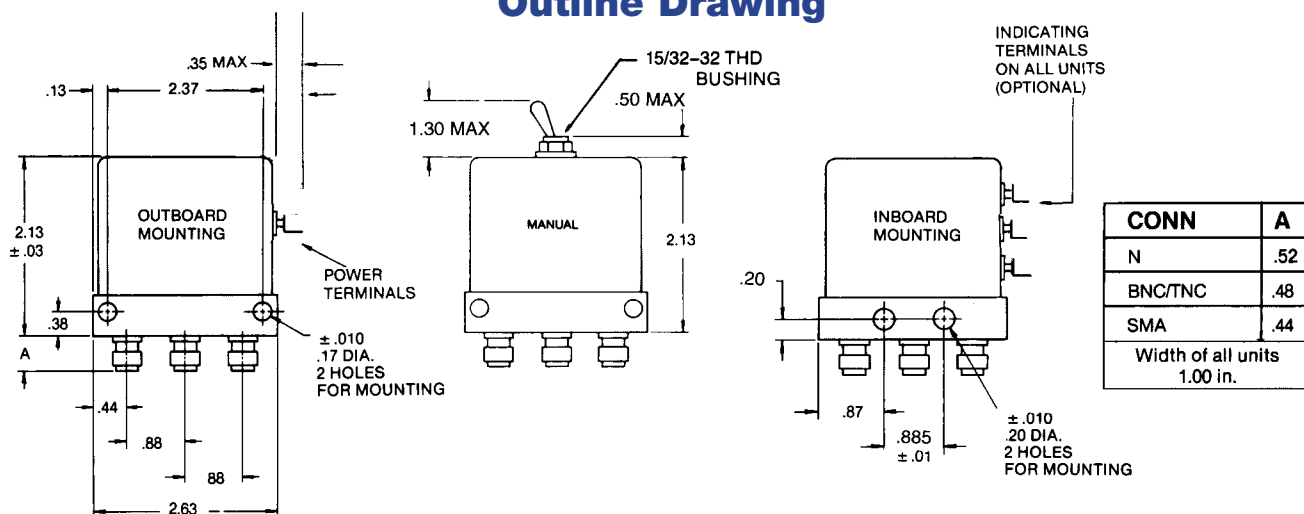 Outline Drawing
.35 MAX
.13
2.37
2.13
± .03
OUTBOARD
MOUNTING
POWER
TERMINALS
.38
A
± .010
.17 DIA.
2 HOLES
FOR MOUNTING
.44
.88
88
2.63
15/32–32 THD
BUSHING
.50 MAX
1.30 MAX
MANUAL
2.13
INDICATING
TERMINALS
ON ALL UNITS
(OPTIONAL)
INBOARD
MOUNTING
.20
.87
.885
± .01
± .010
.20 DIA.
2 HOLES
FOR MOUNTING
CONN A
N .52
BNC/TNC .48
SMA .44
Width of all units
1.00 in.